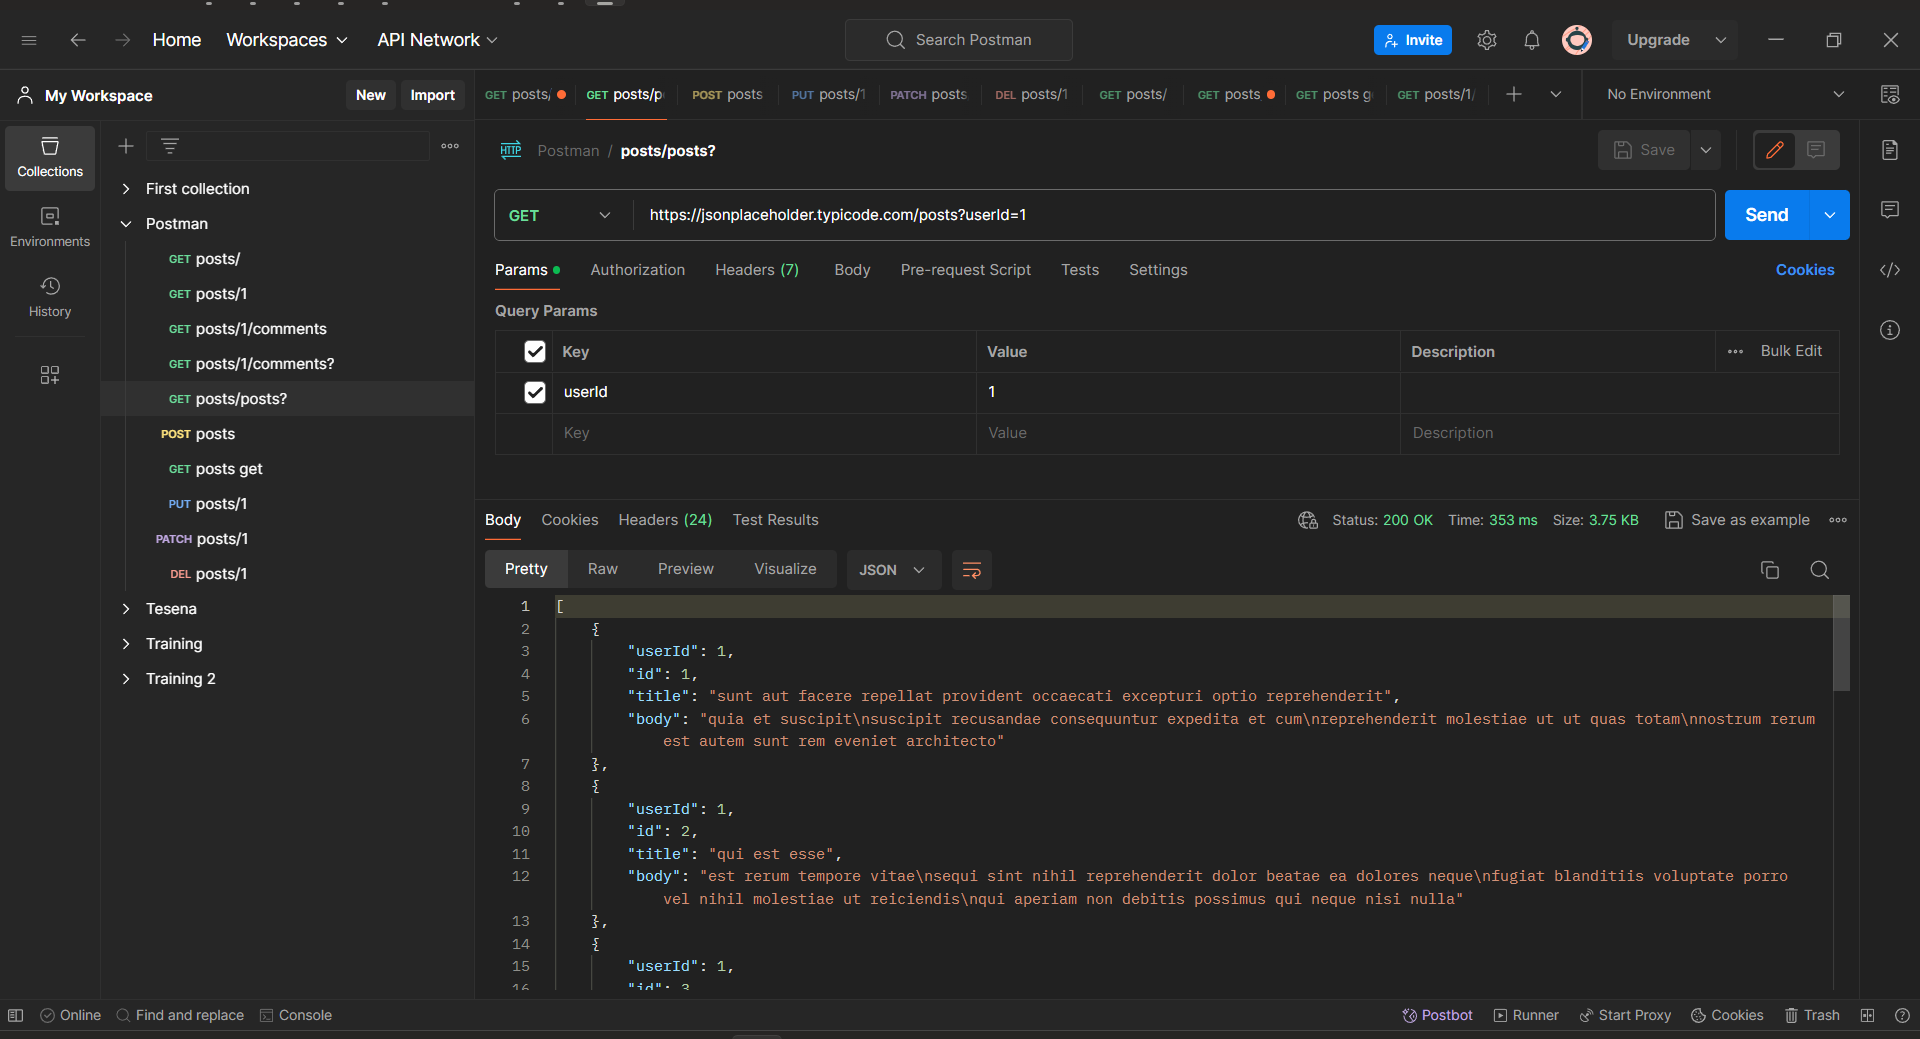 Home Workspaces API Network Search Postman Invite Upgrade
My Workspace New Import
GET posts/ GET posts/p POST posts PUT posts/1 PATCH posts DEL posts/1 GET posts/ GET posts GET posts g GET posts/1/ No Environment
Collections
Environments
History
First collection
Postman
GET posts/
GET posts/1
GET posts/1/comments
GET posts/1/comments?
GET posts/posts?
POST posts
GET posts get
PUT posts/1
PATCH posts/1
DEL posts/1
Tesena
Training
Training 2
HTTP Postman / posts/posts? Save
GET https://jsonplaceholder.typicode.com/posts?userId=1 Send
Params Authorization Headers (7) Body Pre-request Script Tests Settings Cookies
Query Params
Key Value Description Bulk Edit
userId 1
Key Value Description
Body Cookies Headers (24) Test Results Status: 200 OK Time: 353 ms Size: 3.75 KB Save as example
Pretty Raw Preview Visualize JSON
1 [
2 {
3 "userId": 1,
4 "id": 1,
5 "title": "sunt aut facere repellat provident occaecati excepturi optio reprehenderit",
6 "body": "quia et suscipit\nsuscipit recusandae consequuntur expedita et cum\nreprehenderit molestiae ut ut quas totam\nnostrum rerum
est autem sunt rem eveniet architecto"
7 },
8 {
9 "userId": 1,
10 "id": 2,
11 "title": "qui est esse",
12 "body": "est rerum tempore vitae\nsequi sint nihil reprehenderit dolor beatae ea dolores neque\nfugiat blanditiis voluptate porro
vel nihil molestiae ut reiciendis\nqui aperiam non debitis possimus qui neque nisi nulla"
13 },
14 {
15 "userId": 1,
16 "id": 3
Online Find and replace Console Postbot Runner Start Proxy Cookies Trash